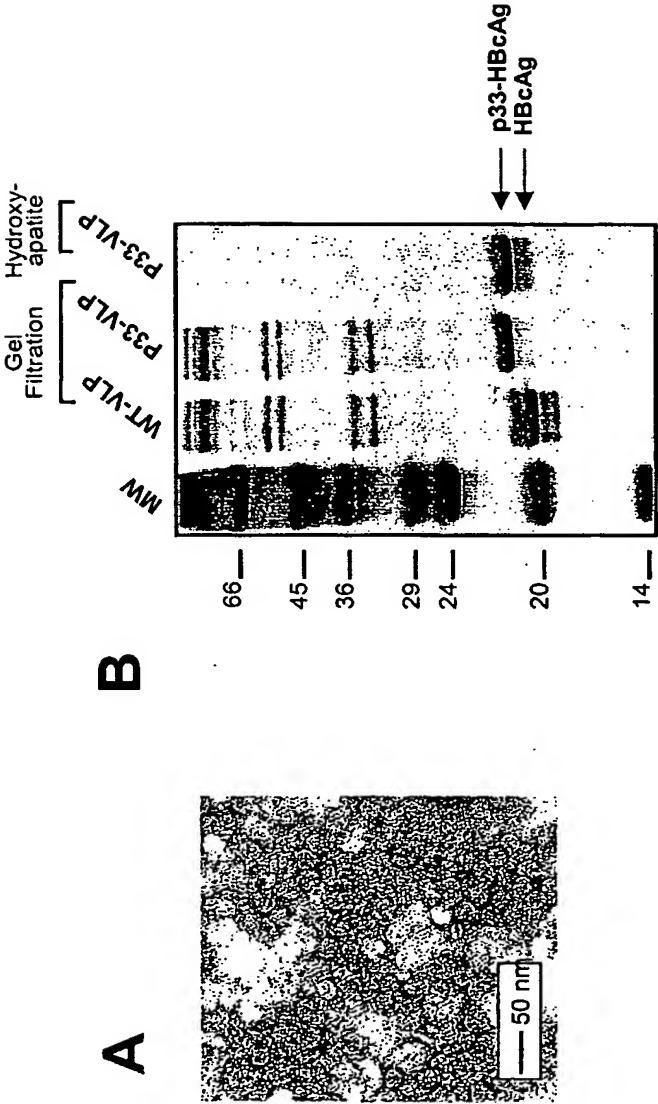 A
50 nm
B
Gel
Filtration
Hydroxy-
apatite
MW
WT-VLP
P33-VLP
P33-VLP
66
45
36
29
24
20
14
p33-HBcAg
HBcAg